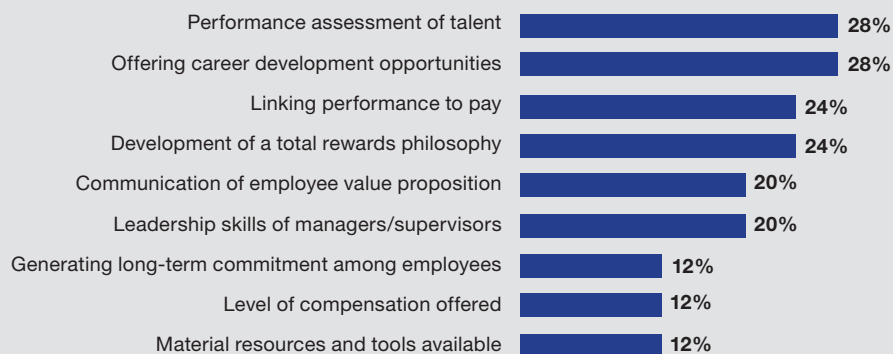 Performance assessment of talent 28%
Offering career development opportunities 28%
Linking performance to pay 24%
Development of a total rewards philosophy 24%
Communication of employee value proposition 20%
Leadership skills of managers/supervisors 20%
Generating long-term commitment among employees 12%
Level of compensation offered 12%
Material resources and tools available 12%